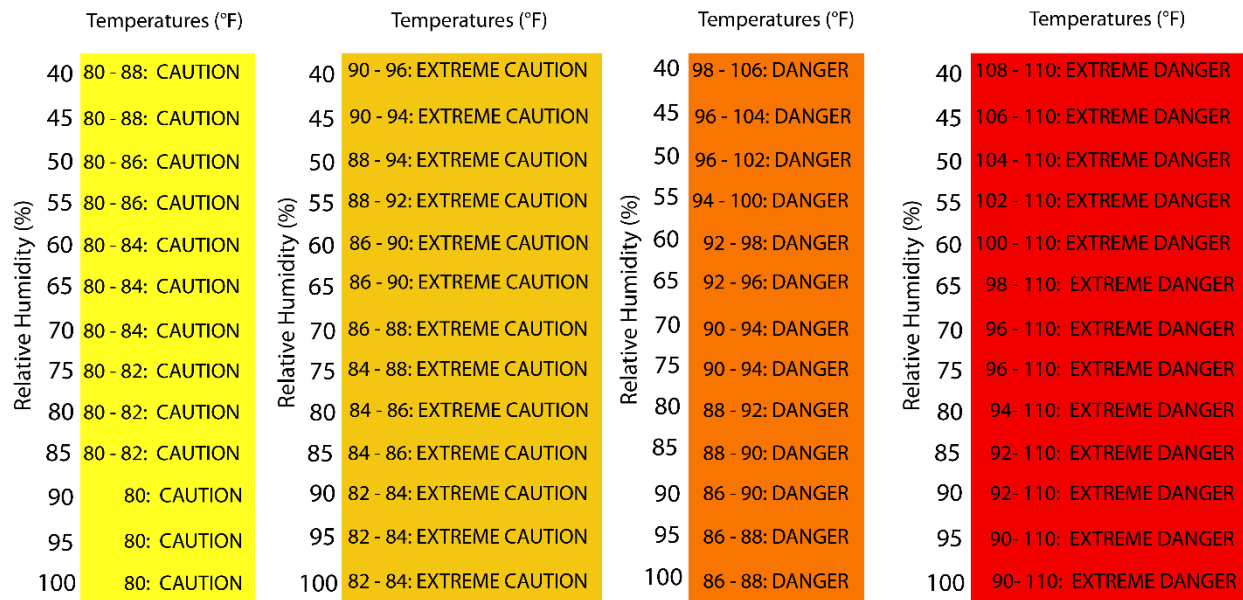 Temperatures (°F)
Relative Humidity (%)
40 80 - 88: CAUTION
45 80 - 88: CAUTION
50 80 - 86: CAUTION
55 80 - 86: CAUTION
60 80 - 84: CAUTION
65 80 - 84: CAUTION
70 80 - 84: CAUTION
75 80 - 82: CAUTION
80 80 - 82: CAUTION
85 80 - 82: CAUTION
90 80: CAUTION
95 80: CAUTION
100 80: CAUTION
Temperatures (°F)
Relative Humidity (%)
40 90 - 96: EXTREME CAUTION
45 90 - 94: EXTREME CAUTION
50 88 - 94: EXTREME CAUTION
55 88 - 92: EXTREME CAUTION
60 86 - 90: EXTREME CAUTION
65 86 - 90: EXTREME CAUTION
70 86 - 88: EXTREME CAUTION
75 84 - 88: EXTREME CAUTION
80 84 - 86: EXTREME CAUTION
85 84 - 86: EXTREME CAUTION
90 82 - 84: EXTREME CAUTION
95 82 - 84: EXTREME CAUTION
100 82 - 84: EXTREME CAUTION
Temperatures (°F)
Relative Humidity (%)
40 98 - 106: DANGER
45 96 - 104: DANGER
50 96 - 102: DANGER
55 94 - 100: DANGER
60 92 - 98: DANGER
65 92 - 96: DANGER
70 90 - 94: DANGER
75 90 - 94: DANGER
80 88 - 92: DANGER
85 88 - 90: DANGER
90 86 - 90: DANGER
95 86 - 88: DANGER
100 86 - 88: DANGER
Temperatures (°F)
Relative Humidity (%)
40 108 - 110: EXTREME DANGER
45 106 - 110: EXTREME DANGER
50 104 - 110: EXTREME DANGER
55 102 - 110: EXTREME DANGER
60 100 - 110: EXTREME DANGER
65 98 - 110: EXTREME DANGER
70 96 - 110: EXTREME DANGER
75 96 - 110: EXTREME DANGER
80 94- 110: EXTREME DANGER
85 92- 110: EXTREME DANGER
90 92- 110: EXTREME DANGER
95 90- 110: EXTREME DANGER
100 90- 110: EXTREME DANGER